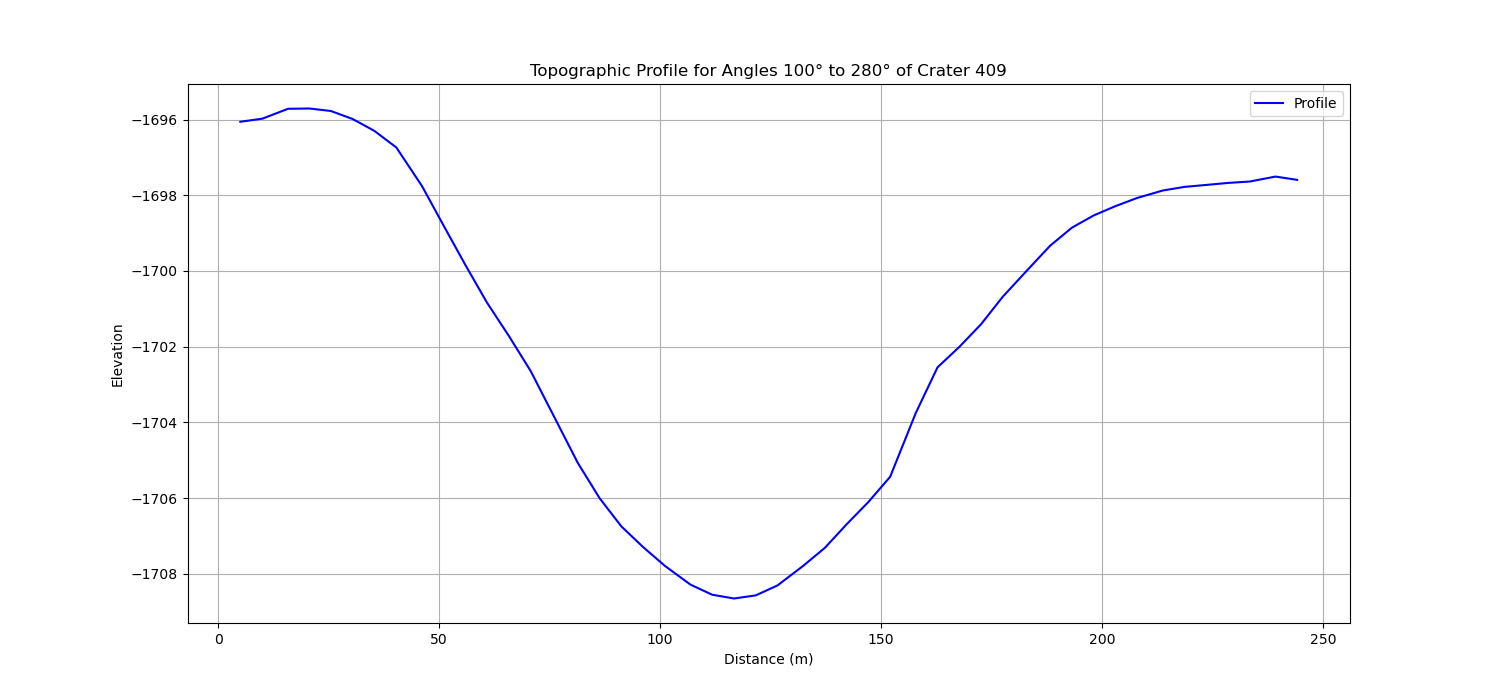 Topographic Profile for Angles 100° to 280° of Crater 409
Profile
−1696
−1698
−1700
−1702
−1704
−1706
−1708
Elevation
0 50 100 150 200 250
Distance (m)